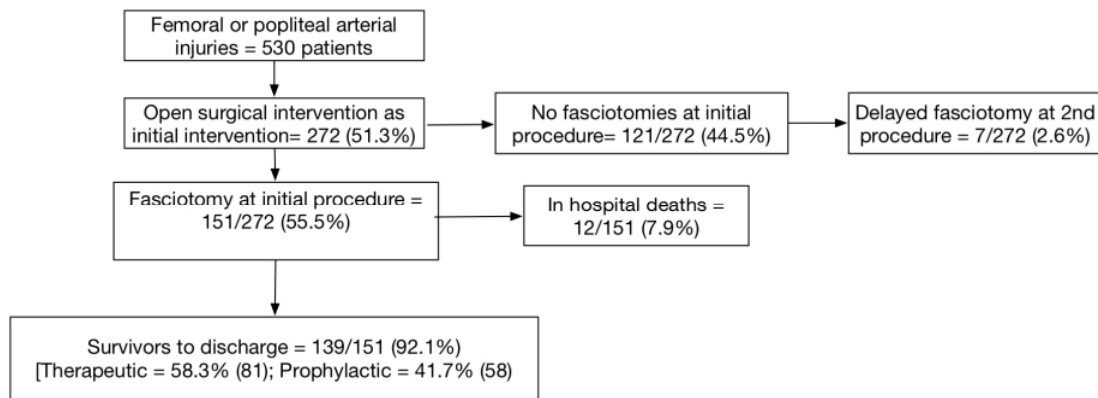 Femoral or popliteal arterial
injuries = 530 patients
Open surgical intervention as
initial intervention= 272 (51.3%)
No fasciotomies at initial
procedure= 121/272 (44.5%)
Delayed fasciotomy at 2nd
procedure = 7/272 (2.6%)
Fasciotomy at initial procedure =
151/272 (55.5%)
In hospital deaths =
12/151 (7.9%)
Survivors to discharge = 139/151 (92.1%)
[Therapeutic = 58.3% (81); Prophylactic = 41.7% (58)